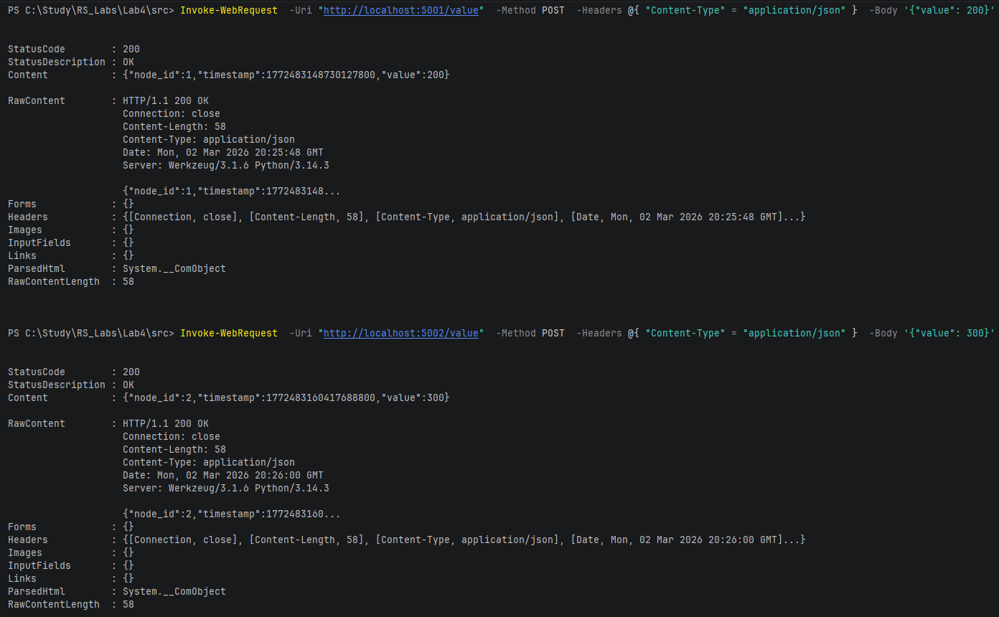 PS C:\Study\RS_Labs\Lab4\src> Invoke-WebRequest  -Uri "http://localhost:5001/value"  -Method POST  -Headers @{ "Content-Type" = "application/json" }  -Body '{"value": 200}'
StatusCode        : 200
StatusDescription : OK
Content           : {"node_id":1,"timestamp":1772483148730127800,"value":200}
RawContent        : HTTP/1.1 200 OK
                    Connection: close
                    Content-Length: 58
                    Content-Type: application/json
                    Date: Mon, 02 Mar 2026 20:25:48 GMT
                    Server: Werkzeug/3.1.6 Python/3.14.3
                    {"node_id":1,"timestamp":1772483148...
Forms             : {}
Headers           : {[Connection, close], [Content-Length, 58], [Content-Type, application/json], [Date, Mon, 02 Mar 2026 20:25:48 GMT]...}
Images            : {}
InputFields       : {}
Links             : {}
ParsedHtml        : System.__ComObject
RawContentLength  : 58
PS C:\Study\RS_Labs\Lab4\src> Invoke-WebRequest  -Uri "http://localhost:5002/value"  -Method POST  -Headers @{ "Content-Type" = "application/json" }  -Body '{"value": 300}'
StatusCode        : 200
StatusDescription : OK
Content           : {"node_id":2,"timestamp":1772483160417688800,"value":300}
RawContent        : HTTP/1.1 200 OK
                    Connection: close
                    Content-Length: 58
                    Content-Type: application/json
                    Date: Mon, 02 Mar 2026 20:26:00 GMT
                    Server: Werkzeug/3.1.6 Python/3.14.3
                    {"node_id":2,"timestamp":1772483160...
Forms             : {}
Headers           : {[Connection, close], [Content-Length, 58], [Content-Type, application/json], [Date, Mon, 02 Mar 2026 20:26:00 GMT]...}
Images            : {}
InputFields       : {}
Links             : {}
ParsedHtml        : System.__ComObject
RawContentLength  : 58